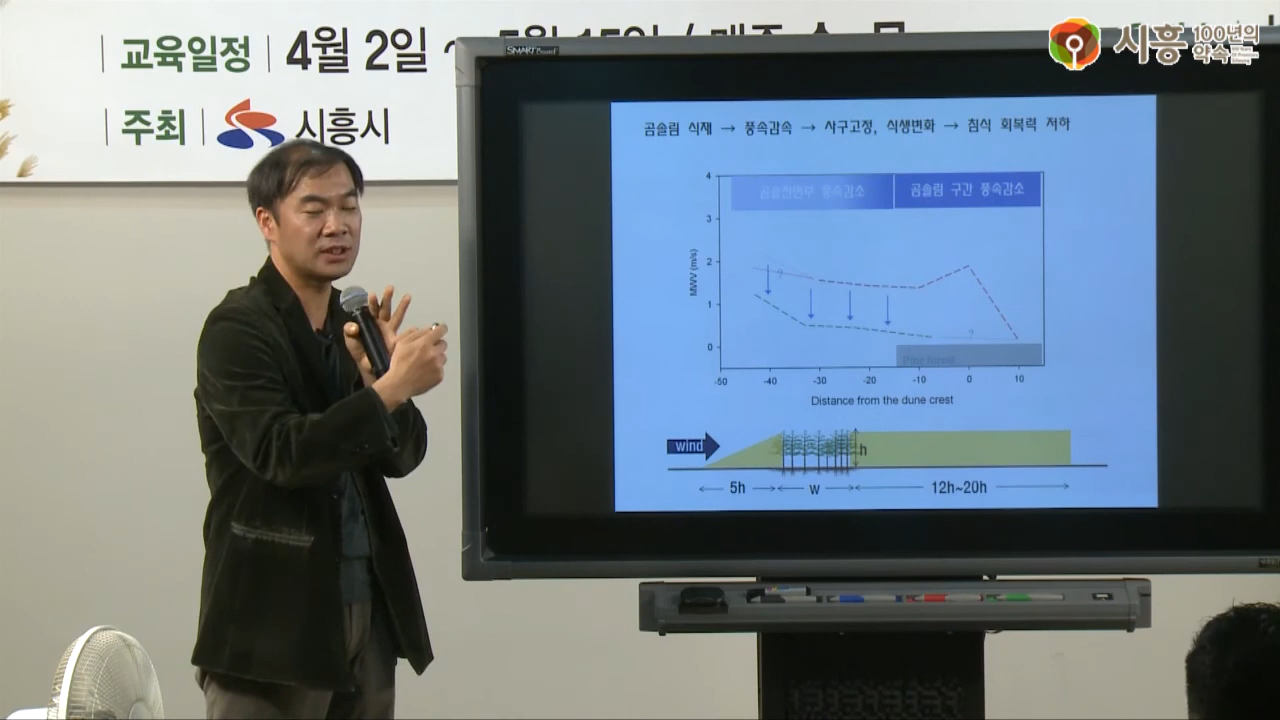 교육일정 4월 2일 ~
주최 시흥시
SMART Board
시흥 100년의 약속
곰솔림 식재 → 풍속감속 → 사구고정, 식생변화 → 침식 회복력 저하
곰솔전면부 풍속감소 곰솔림 구간 풍속감소
4
3
2
1
0
MWV (m/s)
?
?
Pine forest
-50 -40 -30 -20 -10 0 10
Distance from the dune crest
wind
h
5h w 12h~20h